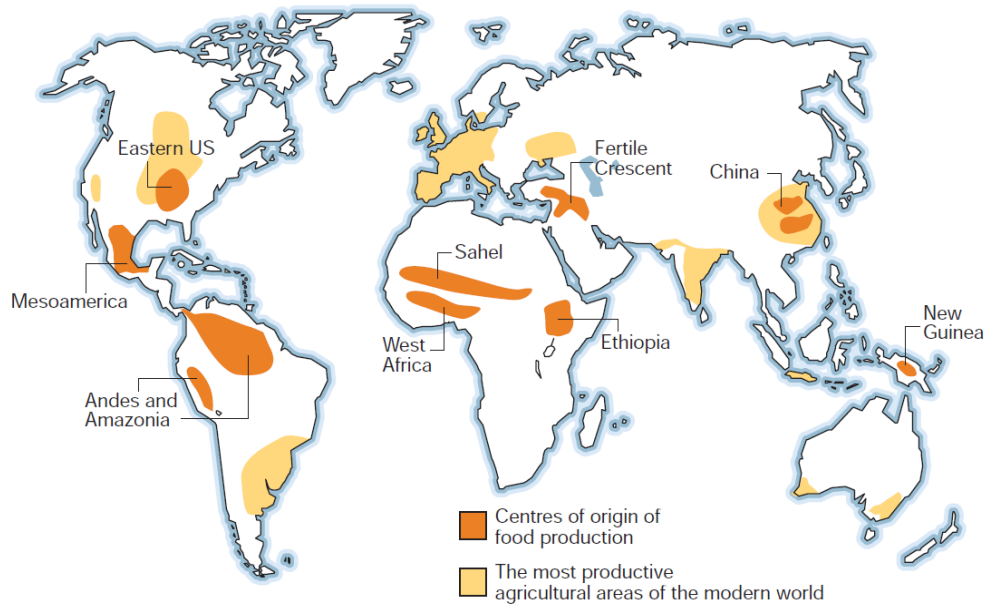 Eastern US
Fertile
Crescent
China
Mesoamerica
Sahel
New
Guinea
West
Africa
Ethiopia
Andes and
Amazonia
Centres of origin of
food production
The most productive
agricultural areas of the modern world